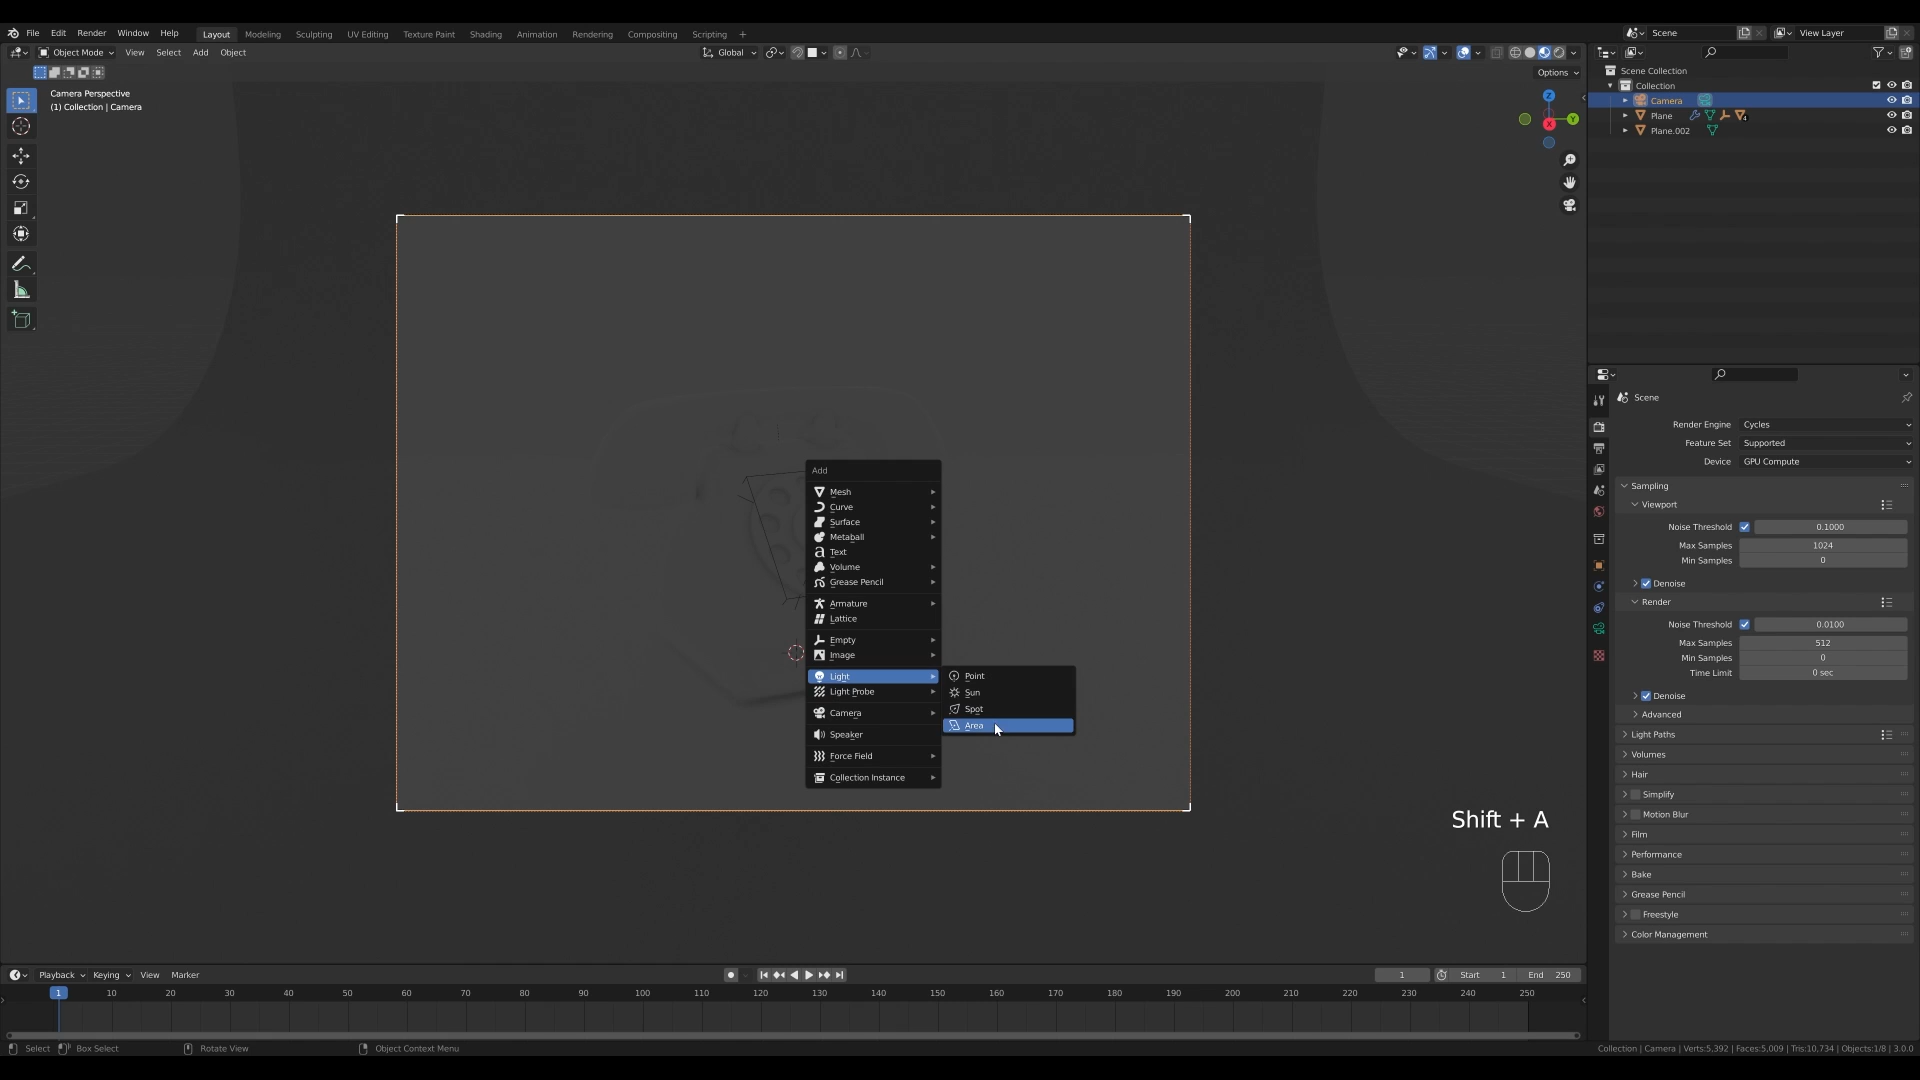 File Edit Render Window Help Layout Modeling Sculpting UV Editing Texture Paint Shading Animation Rendering Compositing Scripting + Scene View Layer
Object Mode View Select Add Object Global
Options
Camera Perspective
(1) Collection | Camera
Z
Y
X
Scene Collection
Collection
Camera
Plane 4
Plane.002
Add
Mesh
Curve
Surface
Metaball
Text
Volume
Grease Pencil
Armature
Lattice
Empty
Image
Light
Light Probe
Camera
Speaker
Force Field
Collection Instance
Point
Sun
Spot
Area
Shift + A
Scene
Render Engine Cycles
Feature Set Supported
Device GPU Compute
Sampling
Viewport
Noise Threshold 0.1000
Max Samples 1024
Min Samples 0
Denoise
Render
Noise Threshold 0.0100
Max Samples 512
Min Samples 0
Time Limit 0 sec
Denoise
Advanced
Light Paths
Volumes
Hair
Simplify
Motion Blur
Film
Performance
Bake
Grease Pencil
Freestyle
Color Management
Playback Keying View Marker 1 Start 1 End 250
1 10 20 30 40 50 60 70 80 90 100 110 120 130 140 150 160 170 180 190 200 210 220 230 240 250
Select Box Select Rotate View Object Context Menu Collection | Camera | Verts:5,392 | Faces:5,009 | Tris:10,734 | Objects:1/8 | 3.0.0